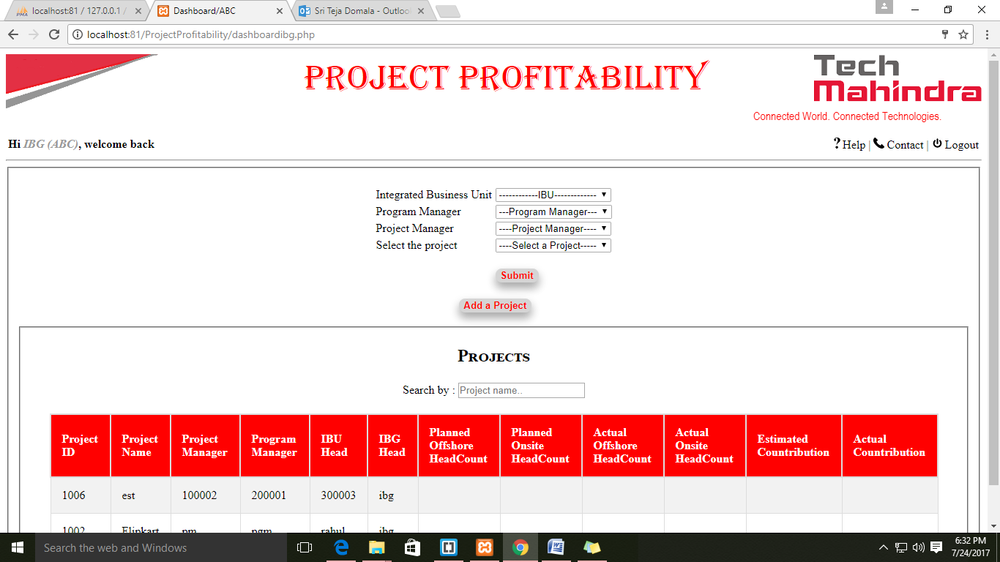 localhost:81 / 127.0.0.1 /
Dashboard/ABC
Sri Teja Domala - Outloo
localhost:81/ProjectProfitability/dashboardibg.php
PROJECT PROFITABILITY
Tech
Mahindra
Connected World. Connected Technologies.
Hi IBG (ABC), welcome back
? Help | Contact | Logout
Integrated Business Unit ------------IBU-------------
Program Manager ---Program Manager---
Project Manager ----Project Manager----
Select the project ----Select a Project-----
Submit
Add a Project
PROJECTS
Search by : Project name..
Project ID Project Name Project Manager Program Manager IBU Head IBG Head Planned Offshore HeadCount Planned Onsite HeadCount Actual Offshore HeadCount Actual Onsite HeadCount Estimated Countribution Actual Countribution
1006 est 100002 200001 300003 ibg
1002 Flipkart pm pgm rahul ibg
Search the web and Windows
6:32 PM
7/24/2017